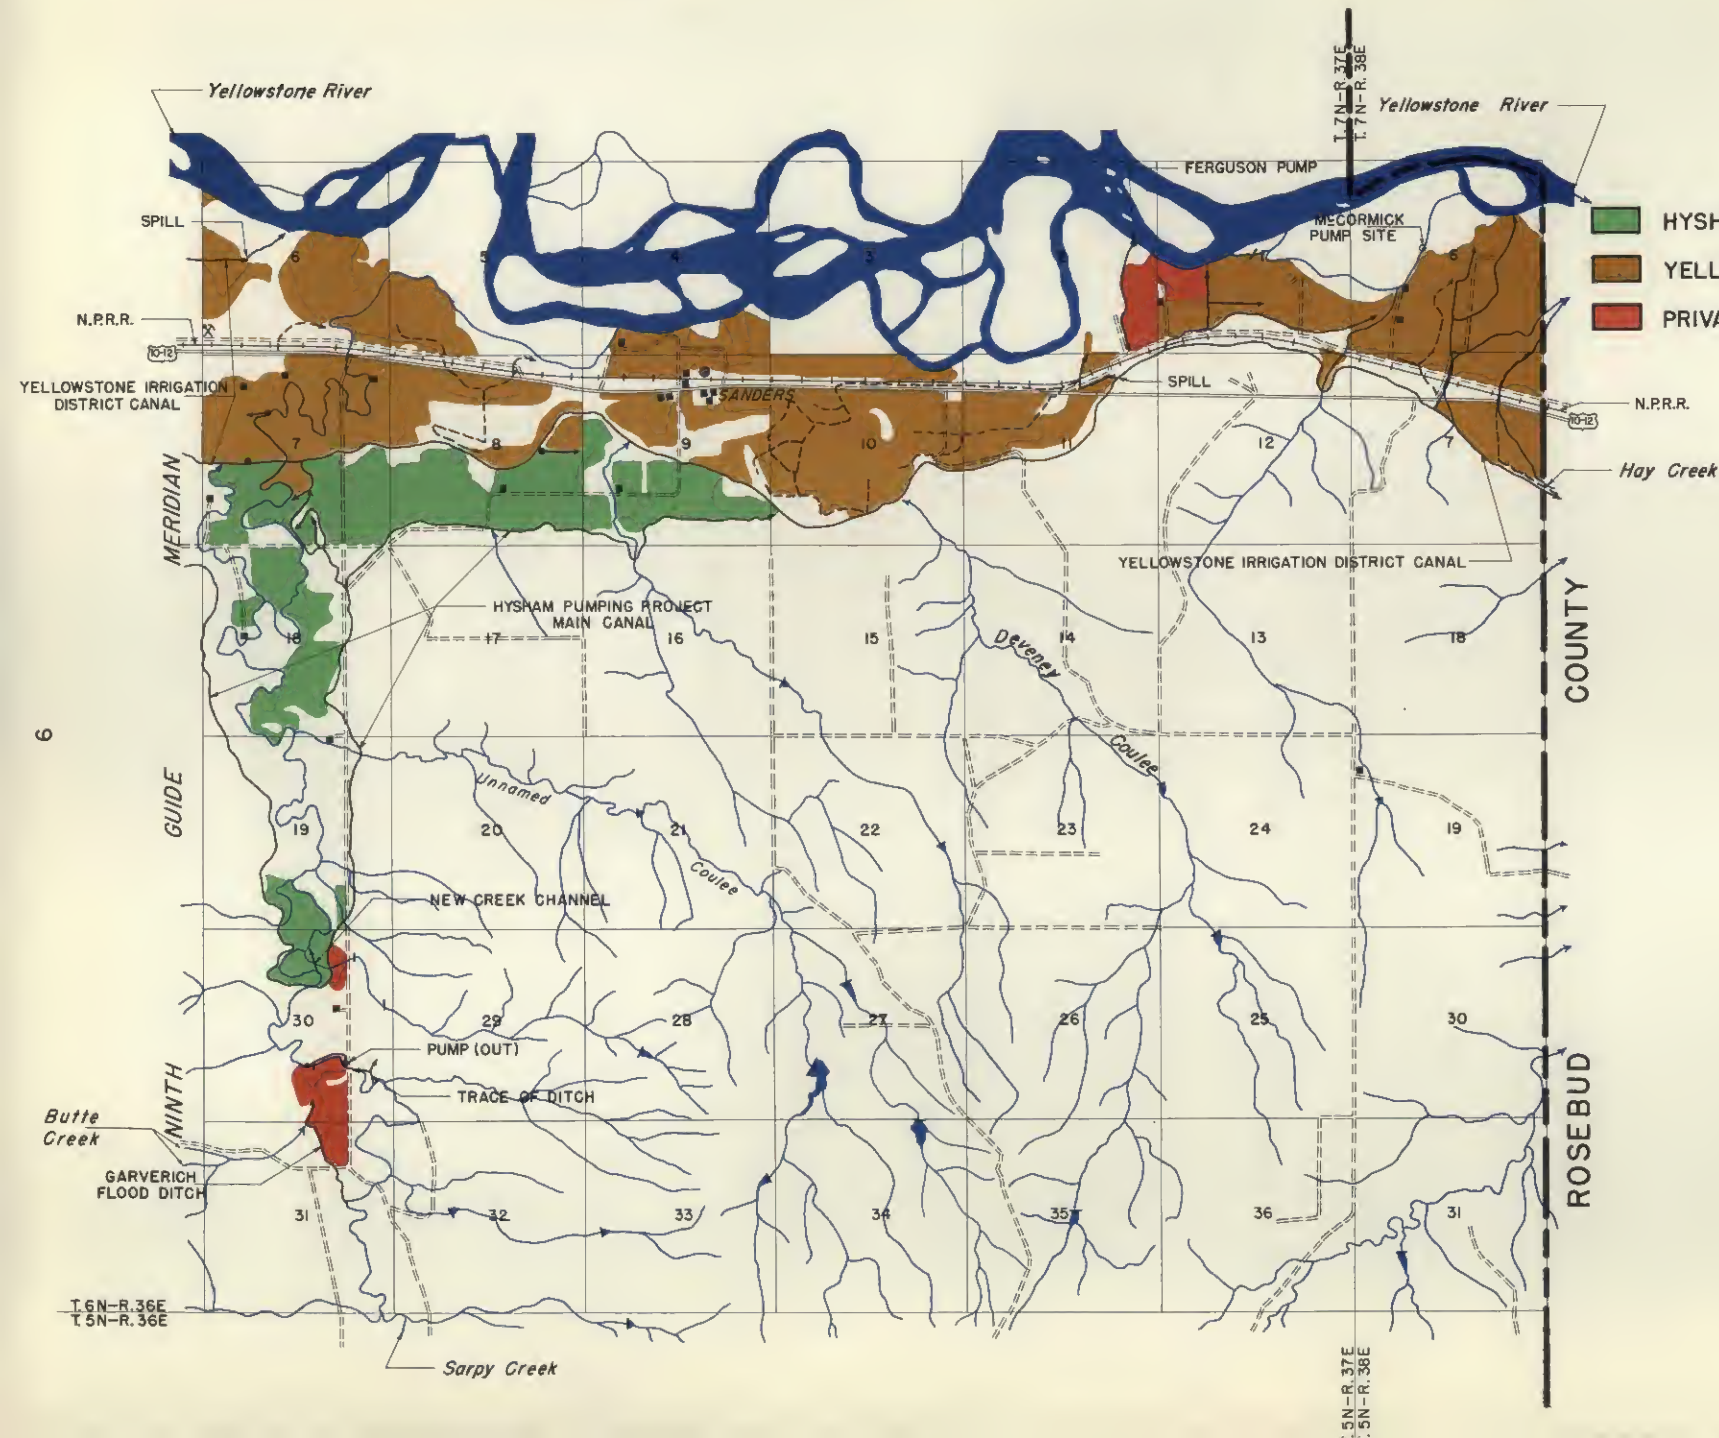 T. 7N–R. 37E
T. 7N–R. 38E
Yellowstone River
Yellowstone River
FERGUSON PUMP
SPILL
McCORMICK
PUMP SITE
HYSH
YELL
PRIVA
6
5
4
3
6
N.P.R.R.
10-12
YELLOWSTONE IRRIGATION
DISTRICT CANAL
SANDERS
SPILL
N.P.R.R.
10-12
7
8
9
10
11
12
7
Hay Creek
MERIDIAN
YELLOWSTONE IRRIGATION DISTRICT CANAL
HYSHAM PUMPING PROJECT
MAIN CANAL
18
17
16
15
14
13
18
Deveney
Coulee
COUNTY
9
GUIDE
Unnamed
Coulee
19
20
21
22
23
24
19
NEW CREEK CHANNEL
30
29
28
27
26
25
30
PUMP (OUT)
TRACE OF DITCH
NINTH
Butte
Creek
GARVERICH
FLOOD DITCH
ROSEBUD
31
32
33
34
35
36
31
T. 6N–R. 36E
T. 5N–R. 36E
Sarpy Creek
. 5N–R. 37E
. 5N–R. 38E